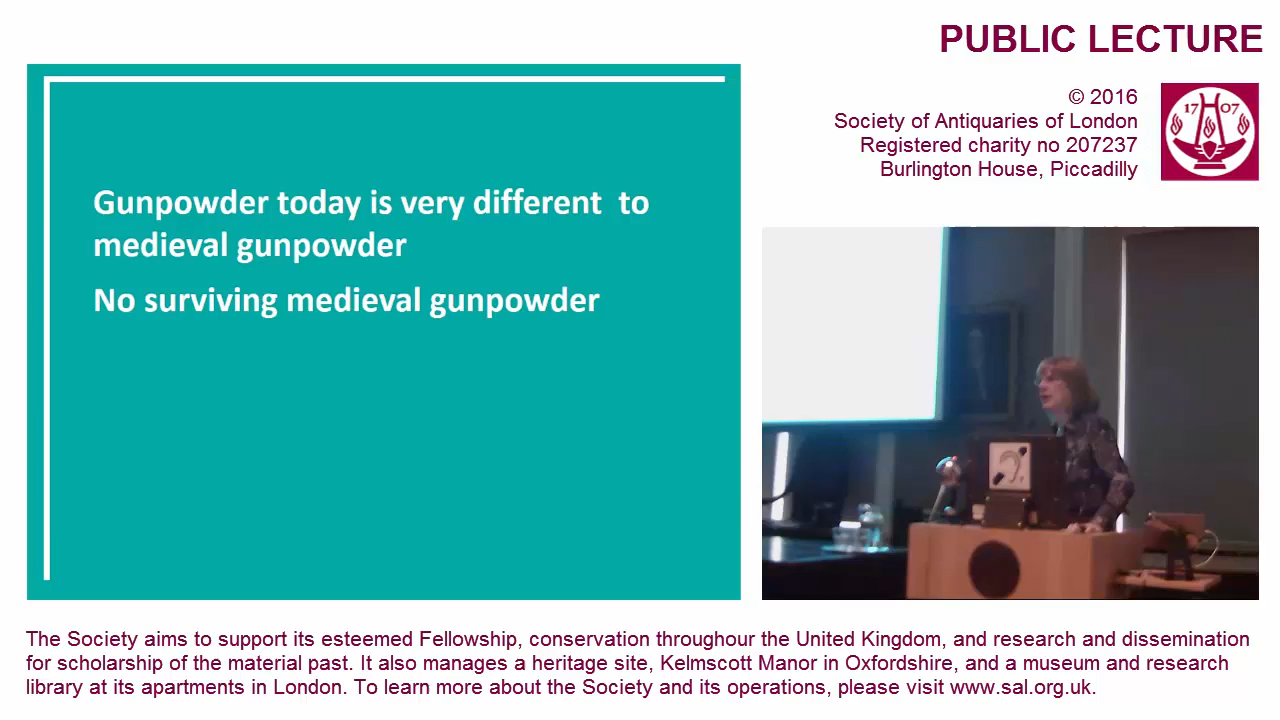 PUBLIC LECTURE
© 2016
Society of Antiquaries of London
Registered charity no 207237
Burlington House, Piccadilly
17 07
Gunpowder today is very different  to
medieval gunpowder
No surviving medieval gunpowder
The Society aims to support its esteemed Fellowship, conservation throughour the United Kingdom, and research and dissemination
for scholarship of the material past. It also manages a heritage site, Kelmscott Manor in Oxfordshire, and a museum and research
library at its apartments in London. To learn more about the Society and its operations, please visit www.sal.org.uk.